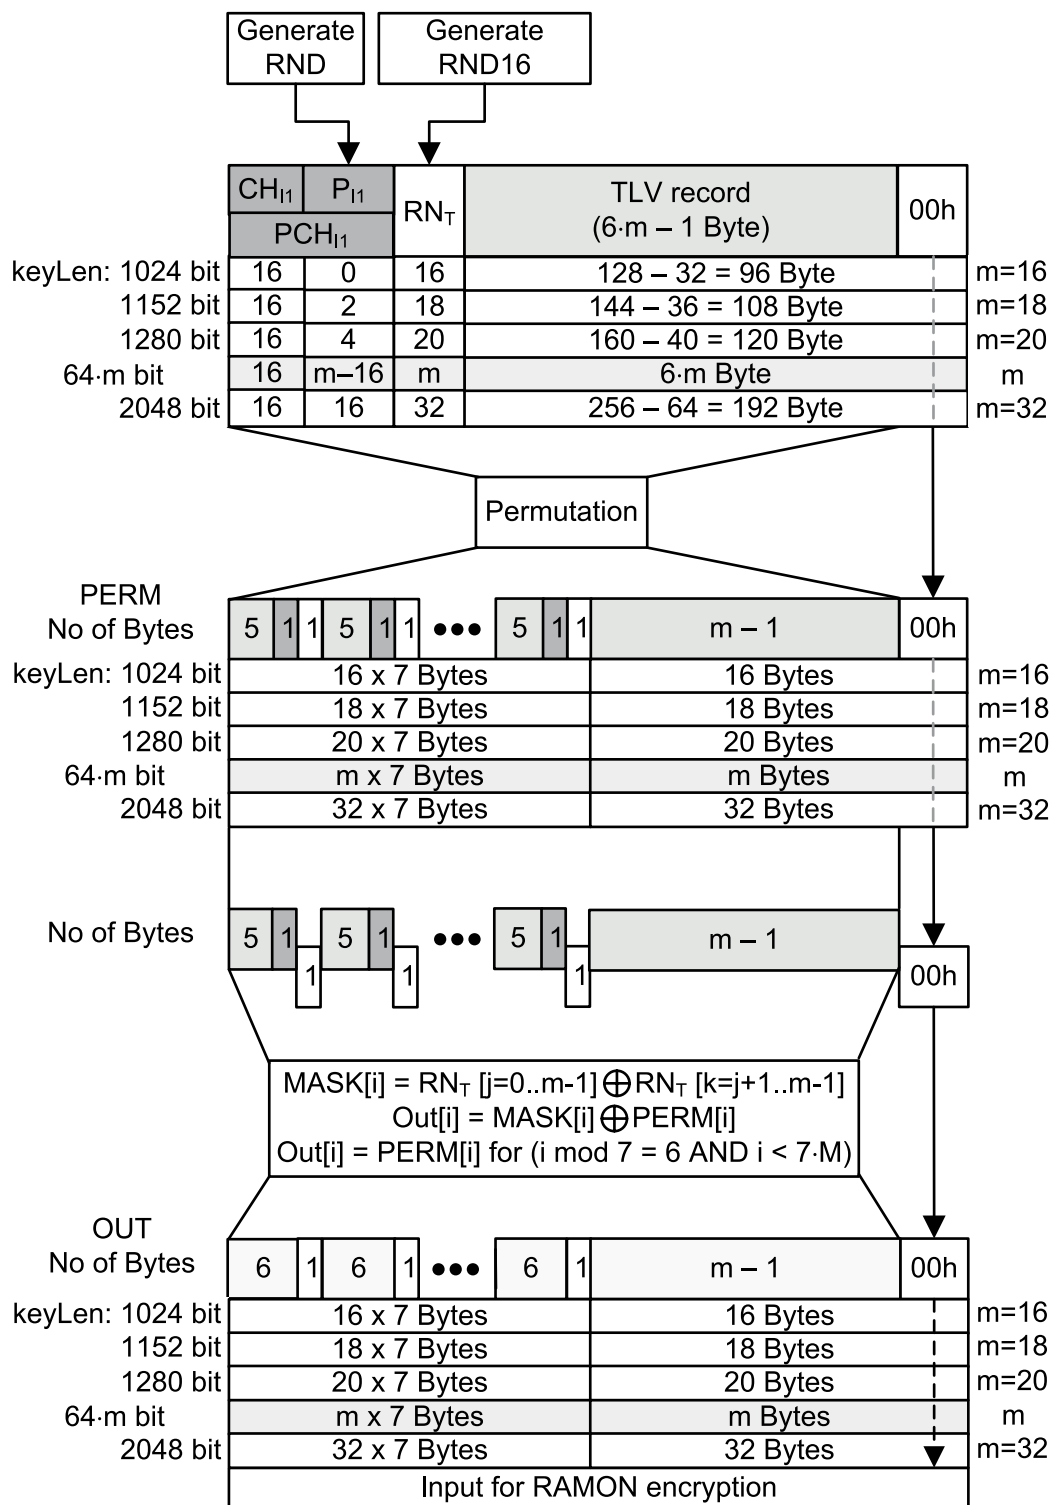 Generate RND
Generate RND16
CH_I1 P_I1 RN_T TLV record (6·m – 1 Byte) 00h
PCH_I1
keyLen: 1024 bit 16 0 16 128 – 32 = 96 Byte m=16
1152 bit 16 2 18 144 – 36 = 108 Byte m=18
1280 bit 16 4 20 160 – 40 = 120 Byte m=20
64·m bit 16 m–16 m 6·m Byte m
2048 bit 16 16 32 256 – 64 = 192 Byte m=32
Permutation
PERM
No of Bytes 5 1 1 5 1 1 ●●● 5 1 1 m – 1 00h
keyLen: 1024 bit 16 x 7 Bytes 16 Bytes m=16
1152 bit 18 x 7 Bytes 18 Bytes m=18
1280 bit 20 x 7 Bytes 20 Bytes m=20
64·m bit m x 7 Bytes m Bytes m
2048 bit 32 x 7 Bytes 32 Bytes m=32
No of Bytes 5 1 5 1 ●●● 5 1 m – 1
1 1 1 00h
MASK[i] = RN_T [j=0..m-1]⊕RN_T [k=j+1..m-1]
Out[i] = MASK[i]⊕PERM[i]
Out[i] = PERM[i] for (i mod 7 = 6 AND i < 7·M)
OUT
No of Bytes 6 1 6 1 ●●● 6 1 m – 1 00h
keyLen: 1024 bit 16 x 7 Bytes 16 Bytes m=16
1152 bit 18 x 7 Bytes 18 Bytes m=18
1280 bit 20 x 7 Bytes 20 Bytes m=20
64·m bit m x 7 Bytes m Bytes m
2048 bit 32 x 7 Bytes 32 Bytes m=32
Input for RAMON encryption